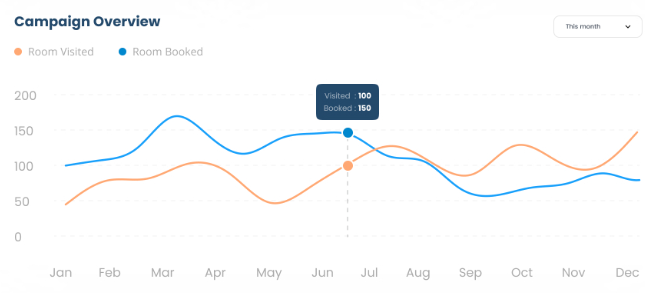 Campaign Overview
This month
Room Visited Room Booked
200
150
100
50
0
Visited : 100
Booked : 150
Jan Feb Mar Apr May Jun Jul Aug Sep Oct Nov Dec